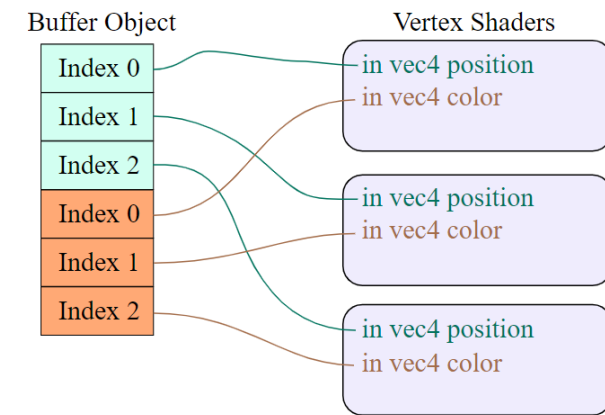 Buffer Object
Index 0
Index 1
Index 2
Index 0
Index 1
Index 2
Vertex Shaders
in vec4 position
in vec4 color
in vec4 position
in vec4 color
in vec4 position
in vec4 color